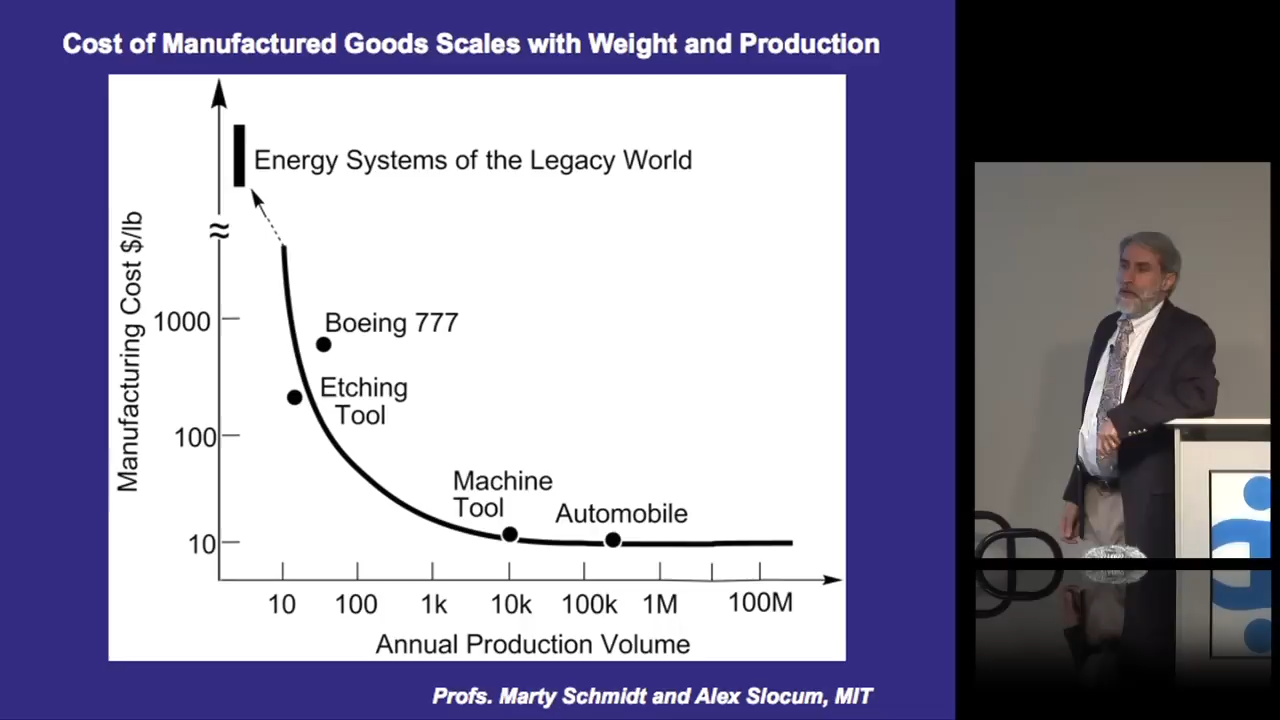 Cost of Manufactured Goods Scales with Weight and Production
Energy Systems of the Legacy World
Manufacturing Cost $/lb
≈
1000
Boeing 777
Etching
Tool
100
Machine
Tool
Automobile
10
10 100 1k 10k 100k 1M 100M
Annual Production Volume
Profs. Marty Schmidt and Alex Slocum, MIT